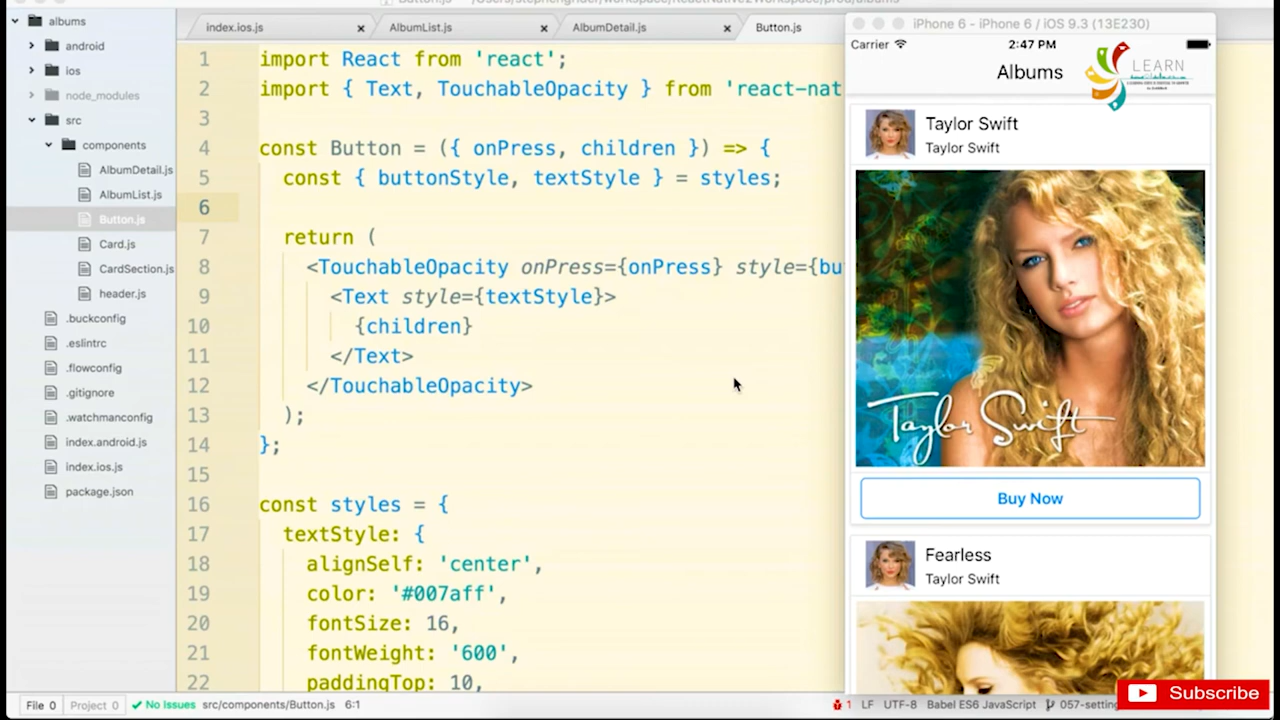 albums
android
ios
node_modules
src
components
AlbumDetail.js
AlbumList.js
Button.js
Card.js
CardSection.js
header.js
.buckconfig
.eslintrc
.flowconfig
.gitignore
.watchmanconfig
index.android.js
index.ios.js
package.json
index.ios.js × AlbumList.js × AlbumDetail.js × Button.js
1 import React from 'react';
2 import { Text, TouchableOpacity } from 'react-nat
3
4 const Button = ({ onPress, children }) => {
5 const { buttonStyle, textStyle } = styles;
6
7 return (
8 <TouchableOpacity onPress={onPress} style={bu
9 <Text style={textStyle}>
10 {children}
11 </Text>
12 </TouchableOpacity>
13 );
14 };
15
16 const styles = {
17 textStyle: {
18 alignSelf: 'center',
19 color: '#007aff',
20 fontSize: 16,
21 fontWeight: '600',
22 paddingTop: 10,
iPhone 6 - iPhone 6 / iOS 9.3 (13E230)
Carrier 2:47 PM
Albums
LEARN
Taylor Swift
Taylor Swift
Taylor Swift
Buy Now
Fearless
Taylor Swift
File 0 Project 0 No Issues src/components/Button.js 6:1
1 LF UTF-8 Babel ES6 JavaScript 057-setting
Subscribe